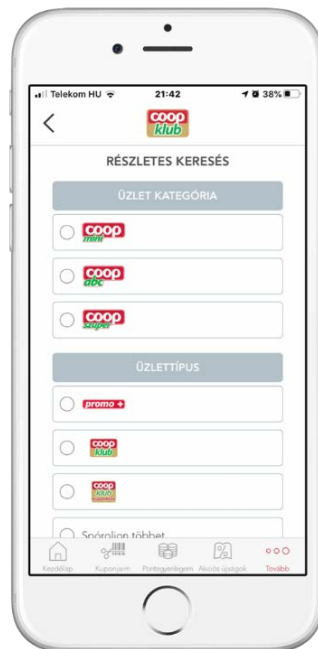 Telekom HU 21:42 38%
coop
klub
RÉSZLETES KERESÉS
ÜZLET KATEGÓRIA
coop
mini
coop
abc
coop
szuper
ÜZLETTÍPUS
promo +
coop
klub
coop
klub
Spóroljon többet
Kezdőlap Kuponjaim Pontegyenlegem Akciós újságok Tovább